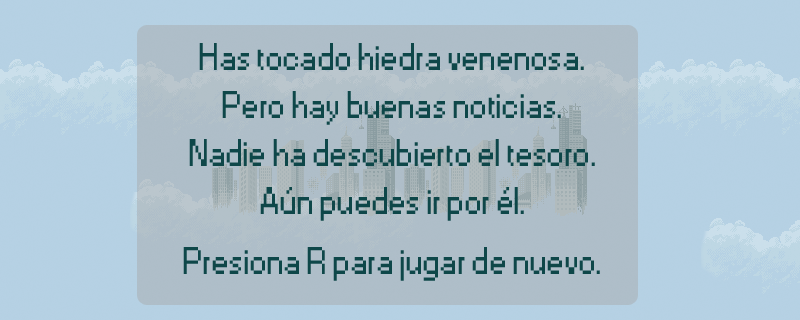 Has tocado hiedra venenosa.
Pero hay buenas noticias.
Nadie ha descubierto el tesoro.
Aún puedes ir por él.
Presiona R para jugar de nuevo.